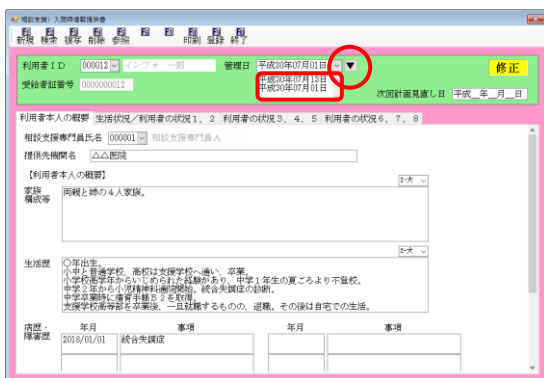 相談支援）入院時情報提供書
F1 F2 F3 F4 F5
新規 検索 複写 削除 参照 印刷 登録 終了
利用者ＩＤ 000012 インフォ 一郎 管理日 平成30年07月01日 ▼ 修正
平成30年07月13日
平成30年07月01日
受給者証番号 0000000012 次回計画見直し日 平成__年__月__日
利用者本人の概要 生活状況／利用者の状況１、２ 利用者の状況３、４、５ 利用者の状況６、７、８
相談支援専門員氏名 000001 相談支援専門員Ａ
提供先機関名 △△医院
【利用者本人の概要】
ﾋﾞ-大
家族構成等 両親と姉の４人家族。
ﾋﾞ-大
生活歴 〇年出生。
小中と普通学校、高校は支援学校へ通い、卒業。
小学校高学年からいじめられた経験があり、中学１年生の夏ごろより不登校。
中学２年から小児精神科通院開始。統合失調症の診断。
中学卒業時に療育手帳Ｂ２を取得。
支援学校高等部を卒業後、一旦就職するものの、退職。その後は自宅での生活。
病歴・障害歴 年月 事項 年月 事項
2018/01/01 統合失調症